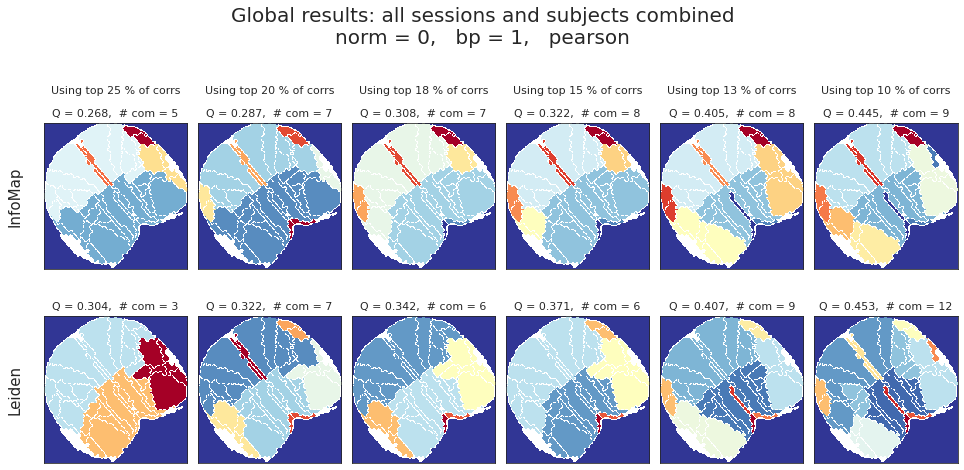 Global results: all sessions and subjects combined
norm = 0,   bp = 1,   pearson
Using top 25 % of corrs
Using top 20 % of corrs
Using top 18 % of corrs
Using top 15 % of corrs
Using top 13 % of corrs
Using top 10 % of corrs
Q = 0.268,  # com = 5
Q = 0.287,  # com = 7
Q = 0.308,  # com = 7
Q = 0.322,  # com = 8
Q = 0.405,  # com = 8
Q = 0.445,  # com = 9
InfoMap
Q = 0.304,  # com = 3
Q = 0.322,  # com = 7
Q = 0.342,  # com = 6
Q = 0.371,  # com = 6
Q = 0.407,  # com = 9
Q = 0.453,  # com = 12
Leiden